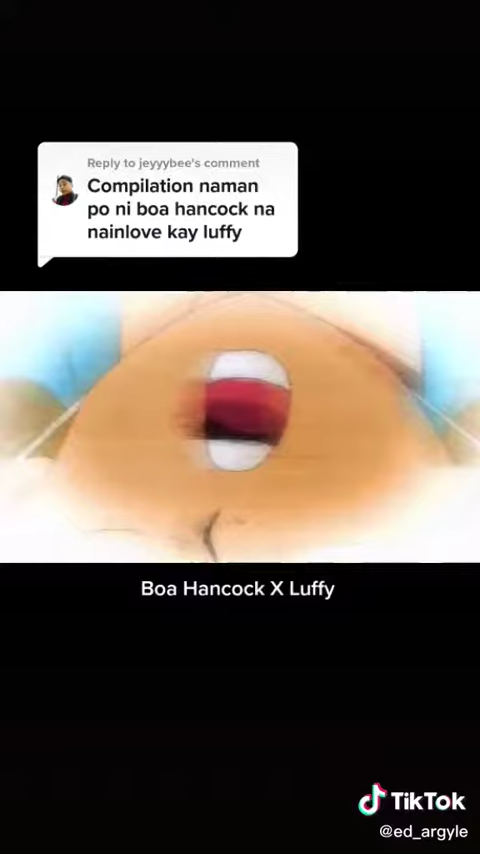 Reply to jeyyybee's comment
Compilation naman
po ni boa hancock na
nainlove kay luffy
Boa Hancock X Luffy
TikTok
@ed_argyle